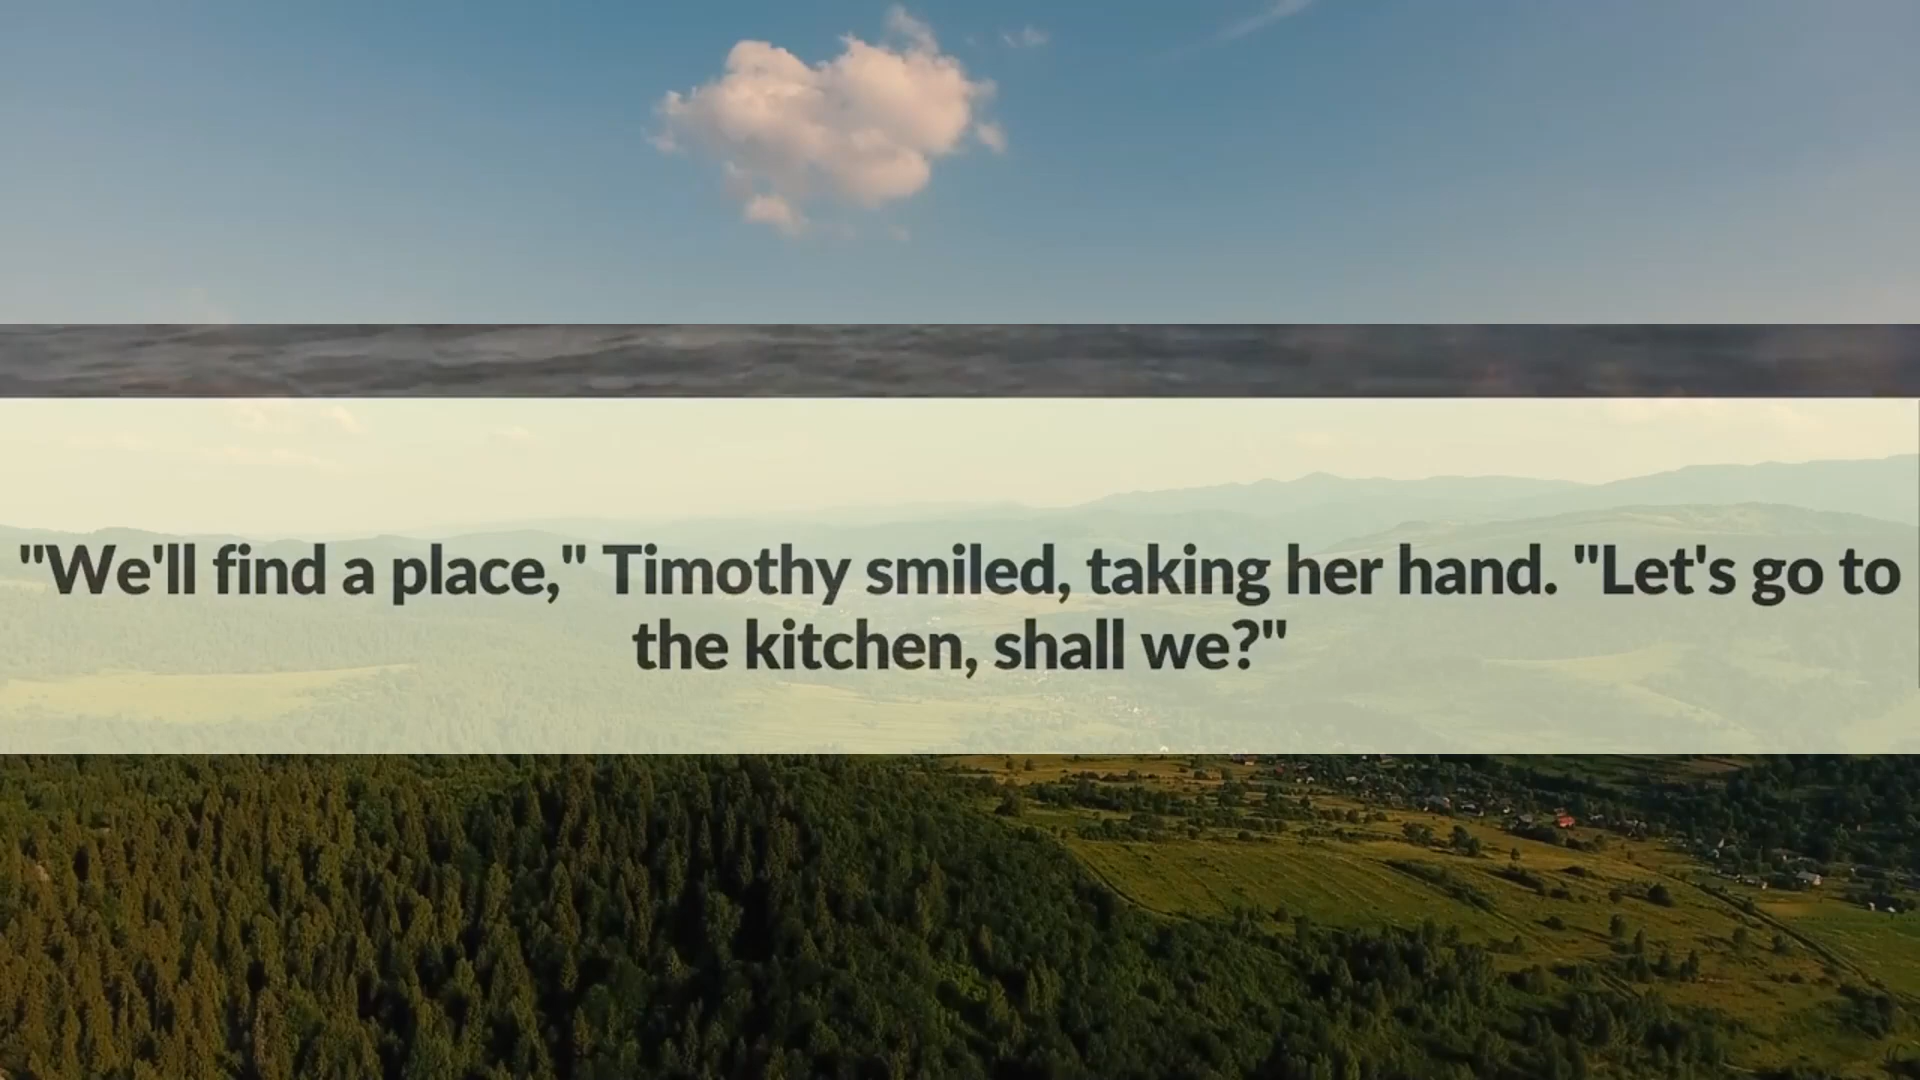 "We'll find a place," Timothy smiled, taking her hand. "Let's go to
the kitchen, shall we?"